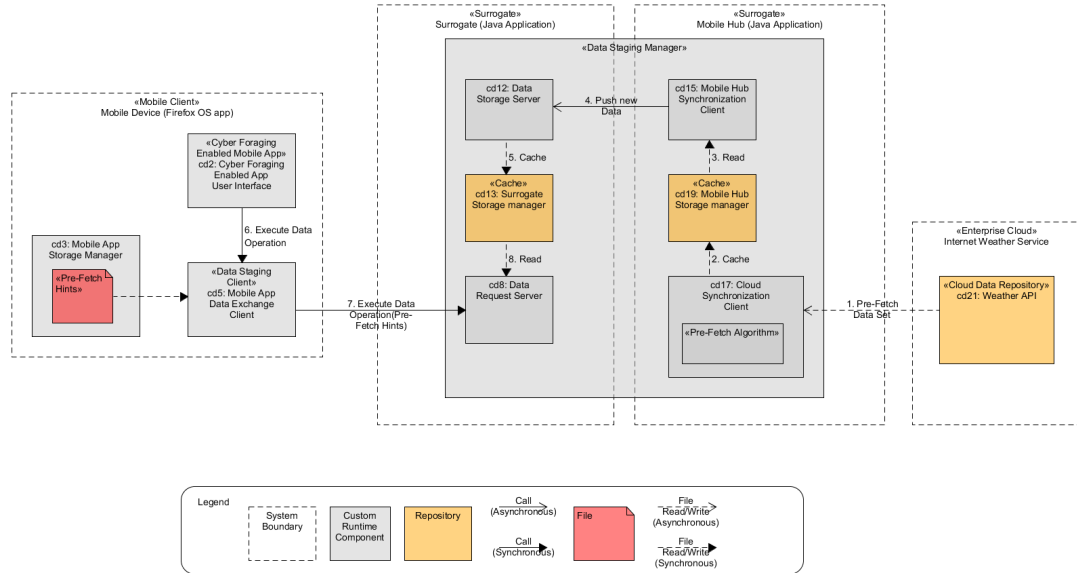 «Surrogate»
Surrogate (Java Application)
«Surrogate»
Mobile Hub (Java Application)
«Data Staging Manager»
«Mobile Client»
Mobile Device (Firefox OS app)
«Cyber Foraging
Enabled Mobile App»
cd2: Cyber Foraging
Enabled App
User Interface
6. Execute Data
Operation
cd3: Mobile App
Storage Manager
«Pre-Fetch
Hints»
«Data Staging
Client»
cd5: Mobile App
Data Exchange
Client
7. Execute Data
Operation(Pre-
Fetch Hints)
cd12: Data
Storage Server
4. Push new
Data
cd15: Mobile Hub
Synchronization
Client
5. Cache
3. Read
«Cache»
cd13: Surrogate
Storage manager
«Cache»
cd19: Mobile Hub
Storage manager
8. Read
2. Cache
cd8: Data
Request Server
cd17: Cloud
Synchronization
Client
«Pre-Fetch Algorithm»
1. Pre-Fetch
Data Set
«Enterprise Cloud»
Internet Weather Service
«Cloud Data Repository»
cd21: Weather API
Legend
System
Boundary
Custom
Runtime
Component
Repository
Call
(Asynchronous)
Call
(Synchronous)
File
File
Read/Write
(Asynchronous)
File
Read/Write
(Synchronous)